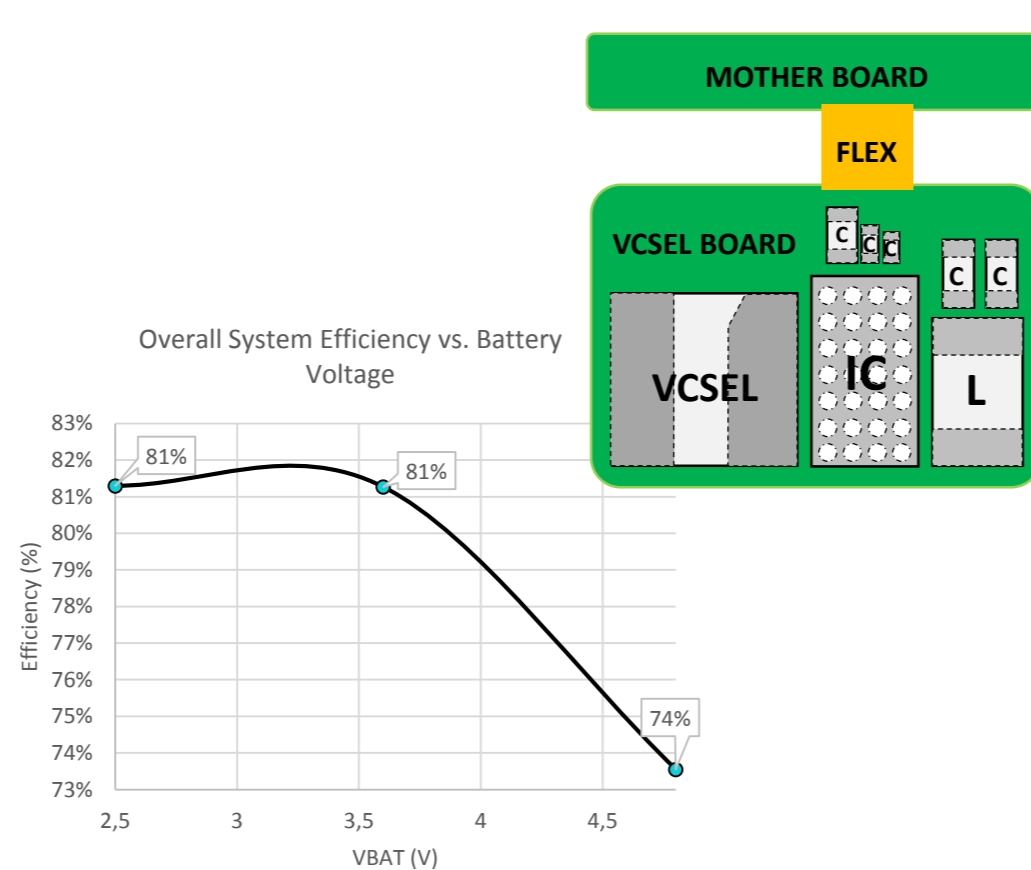 MOTHER BOARD
FLEX
VCSEL BOARD
C
C
C
C
C
VCSEL
IC
L
Overall System Efficiency vs. Battery
Voltage
83%
82%
81%
80%
79%
78%
77%
76%
75%
74%
73%
Efficiency (%)
81%
81%
74%
2,5
3
3,5
4
4,5
VBAT (V)